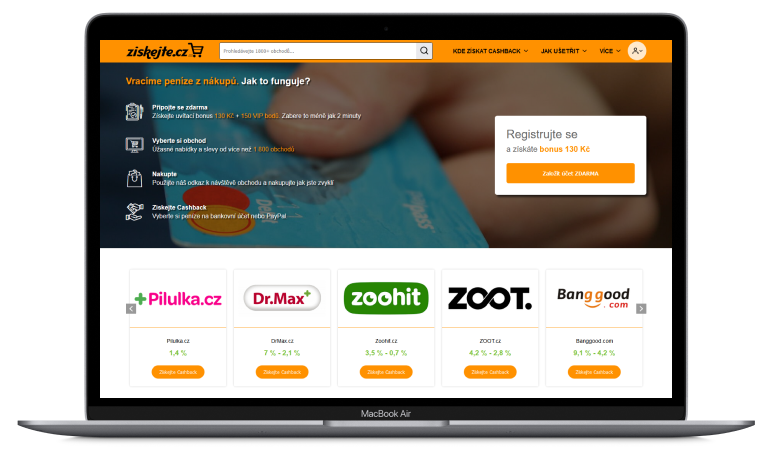 získejte.cz
Prohledávejte 1800+ obchodů...
KDE ZÍSKAT CASHBACK
JAK UŠETŘIT
VÍCE
Vracíme peníze z nákupů. Jak to funguje?
Připojte se zdarma
Získejte uvítací bonus 130 Kč + 150 VIP bodů. Zabere to méně jak 2 minuty
Vyberte si obchod
Úžasné nabídky a slevy od více než 1 800 obchodů
Nakupte
Použijte náš odkaz k návštěvě obchodu a nakupujte jak jste zvyklí
Získejte Cashback
Vyberte si peníze na bankovní účet nebo PayPal
Registrujte se
a získáte bonus 130 Kč
Založit účet ZDARMA
Pilulka.cz
Dr.Max
zoohit
ZOOT.
Banggood
.com
Pilulka.cz
DrMax.cz
Zoohit.cz
ZOOT.cz
Banggood.com
1,4 %
7 % - 2,1 %
3,5 % - 0,7 %
4,2 % - 2,8 %
9,1 % - 4,2 %
Získejte Cashback
Získejte Cashback
Získejte Cashback
Získejte Cashback
Získejte Cashback
MacBook Air